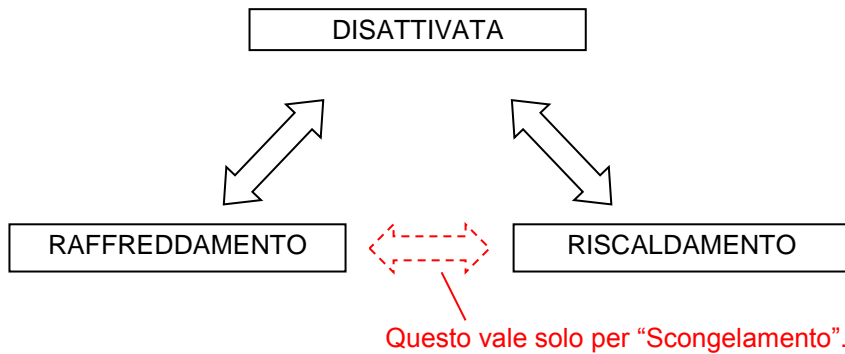 DISATTIVATA
RAFFREDDAMENTO
RISCALDAMENTO
Questo vale solo per “Scongelamento”.